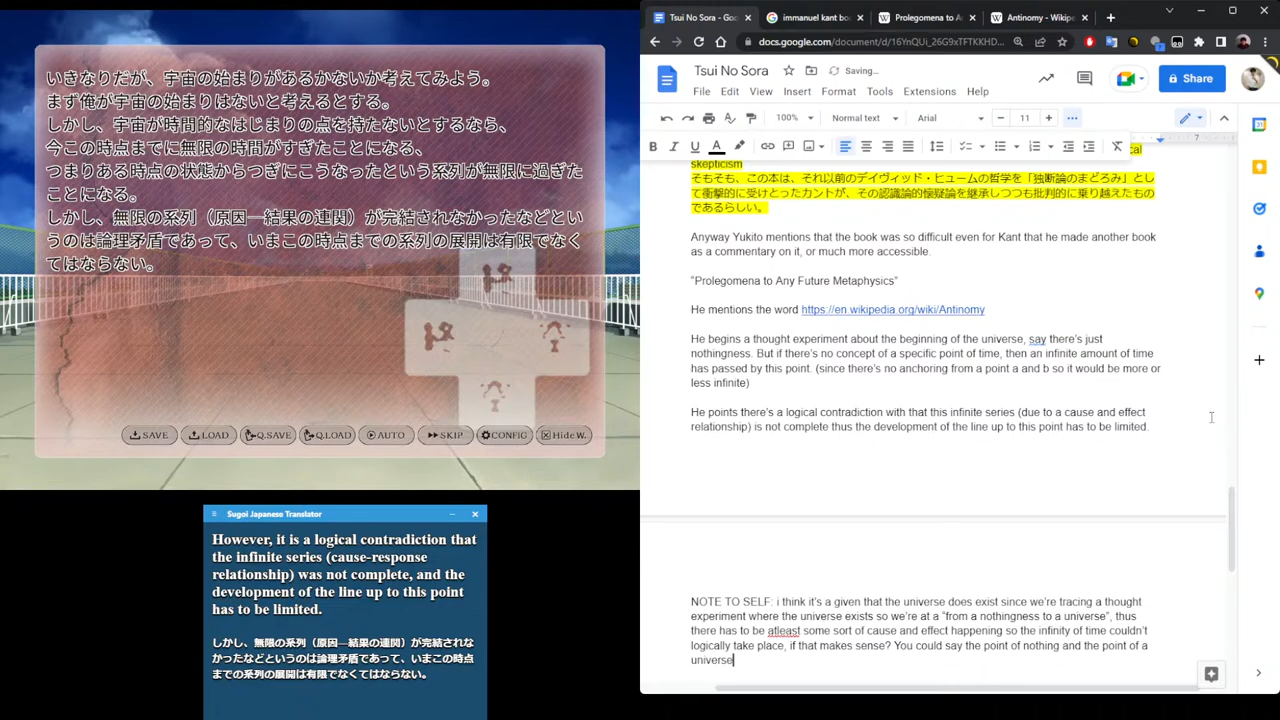 いきなりだが、宇宙の始まりがあるかないか考えてみよう。
まず俺が宇宙の始まりはないと考えるとする。
しかし、宇宙が時間的なはじまりの点を持たないとするなら、
今この時点までに無限の時間がすぎたことになる、
つまりある時点の状態からつぎにこうなったという系列が無限に過ぎた
ことになる。
しかし、無限の系列（原因―結果の連関）が完結されなかったなどとい
うのは論理矛盾であって、いまこの時点までの系列の展開は有限でなく
てはならない。
SAVE
LOAD
Q.SAVE
Q.LOAD
AUTO
SKIP
CONFIG
Hide W.
Sugoi Japanese Translator
However, it is a logical contradiction that
the infinite series (cause-response
relationship) was not complete, and the
development of the line up to this point
has to be limited.
しかし、無限の系列（原因―結果の連関）が完結されな
かったなどというのは論理矛盾であって、いまこの時点
までの系列の展開は有限でなくてはならない。
Tsui No Sora - Goo
immanuel kant boo
Prolegomena to An
Antinomy - Wikipe
docs.google.com/document/d/16YnQUi_26G9xTFTKKHD...
Tsui No Sora
Saving...
File Edit View Insert Format Tools Extensions Help
Share
100%
Normal text
Arial
11
7
skepticism
そもそも、この本は、それ以前のデイヴィッド・ヒュームの哲学を「独断論のまどろみ」とし
て衝撃的に受けとったカントが、その認識論的懐疑論を継承しつつも批判的に乗り越えたもの
であるらしい。
Anyway Yukito mentions that the book was so difficult even for Kant that he made another book
as a commentary on it, or much more accessible.
“Prolegomena to Any Future Metaphysics”
He mentions the word https://en.wikipedia.org/wiki/Antinomy
He begins a thought experiment about the beginning of the universe, say there’s just
nothingness. But if there’s no concept of a specific point of time, then an infinite amount of time
has passed by this point. (since there’s no anchoring from a point a and b so it would be more or
less infinite)
He points there’s a logical contradiction with that this infinite series (due to a cause and effect
relationship) is not complete thus the development of the line up to this point has to be limited.
NOTE TO SELF: i think it’s a given that the universe does exist since we’re tracing a thought
experiment where the universe exists so we’re at a “from a nothingness to a universe”, thus
there has to be atleast some sort of cause and effect happening so the infinity of time couldn’t
logically take place, if that makes sense? You could say the point of nothing and the point of a
universe